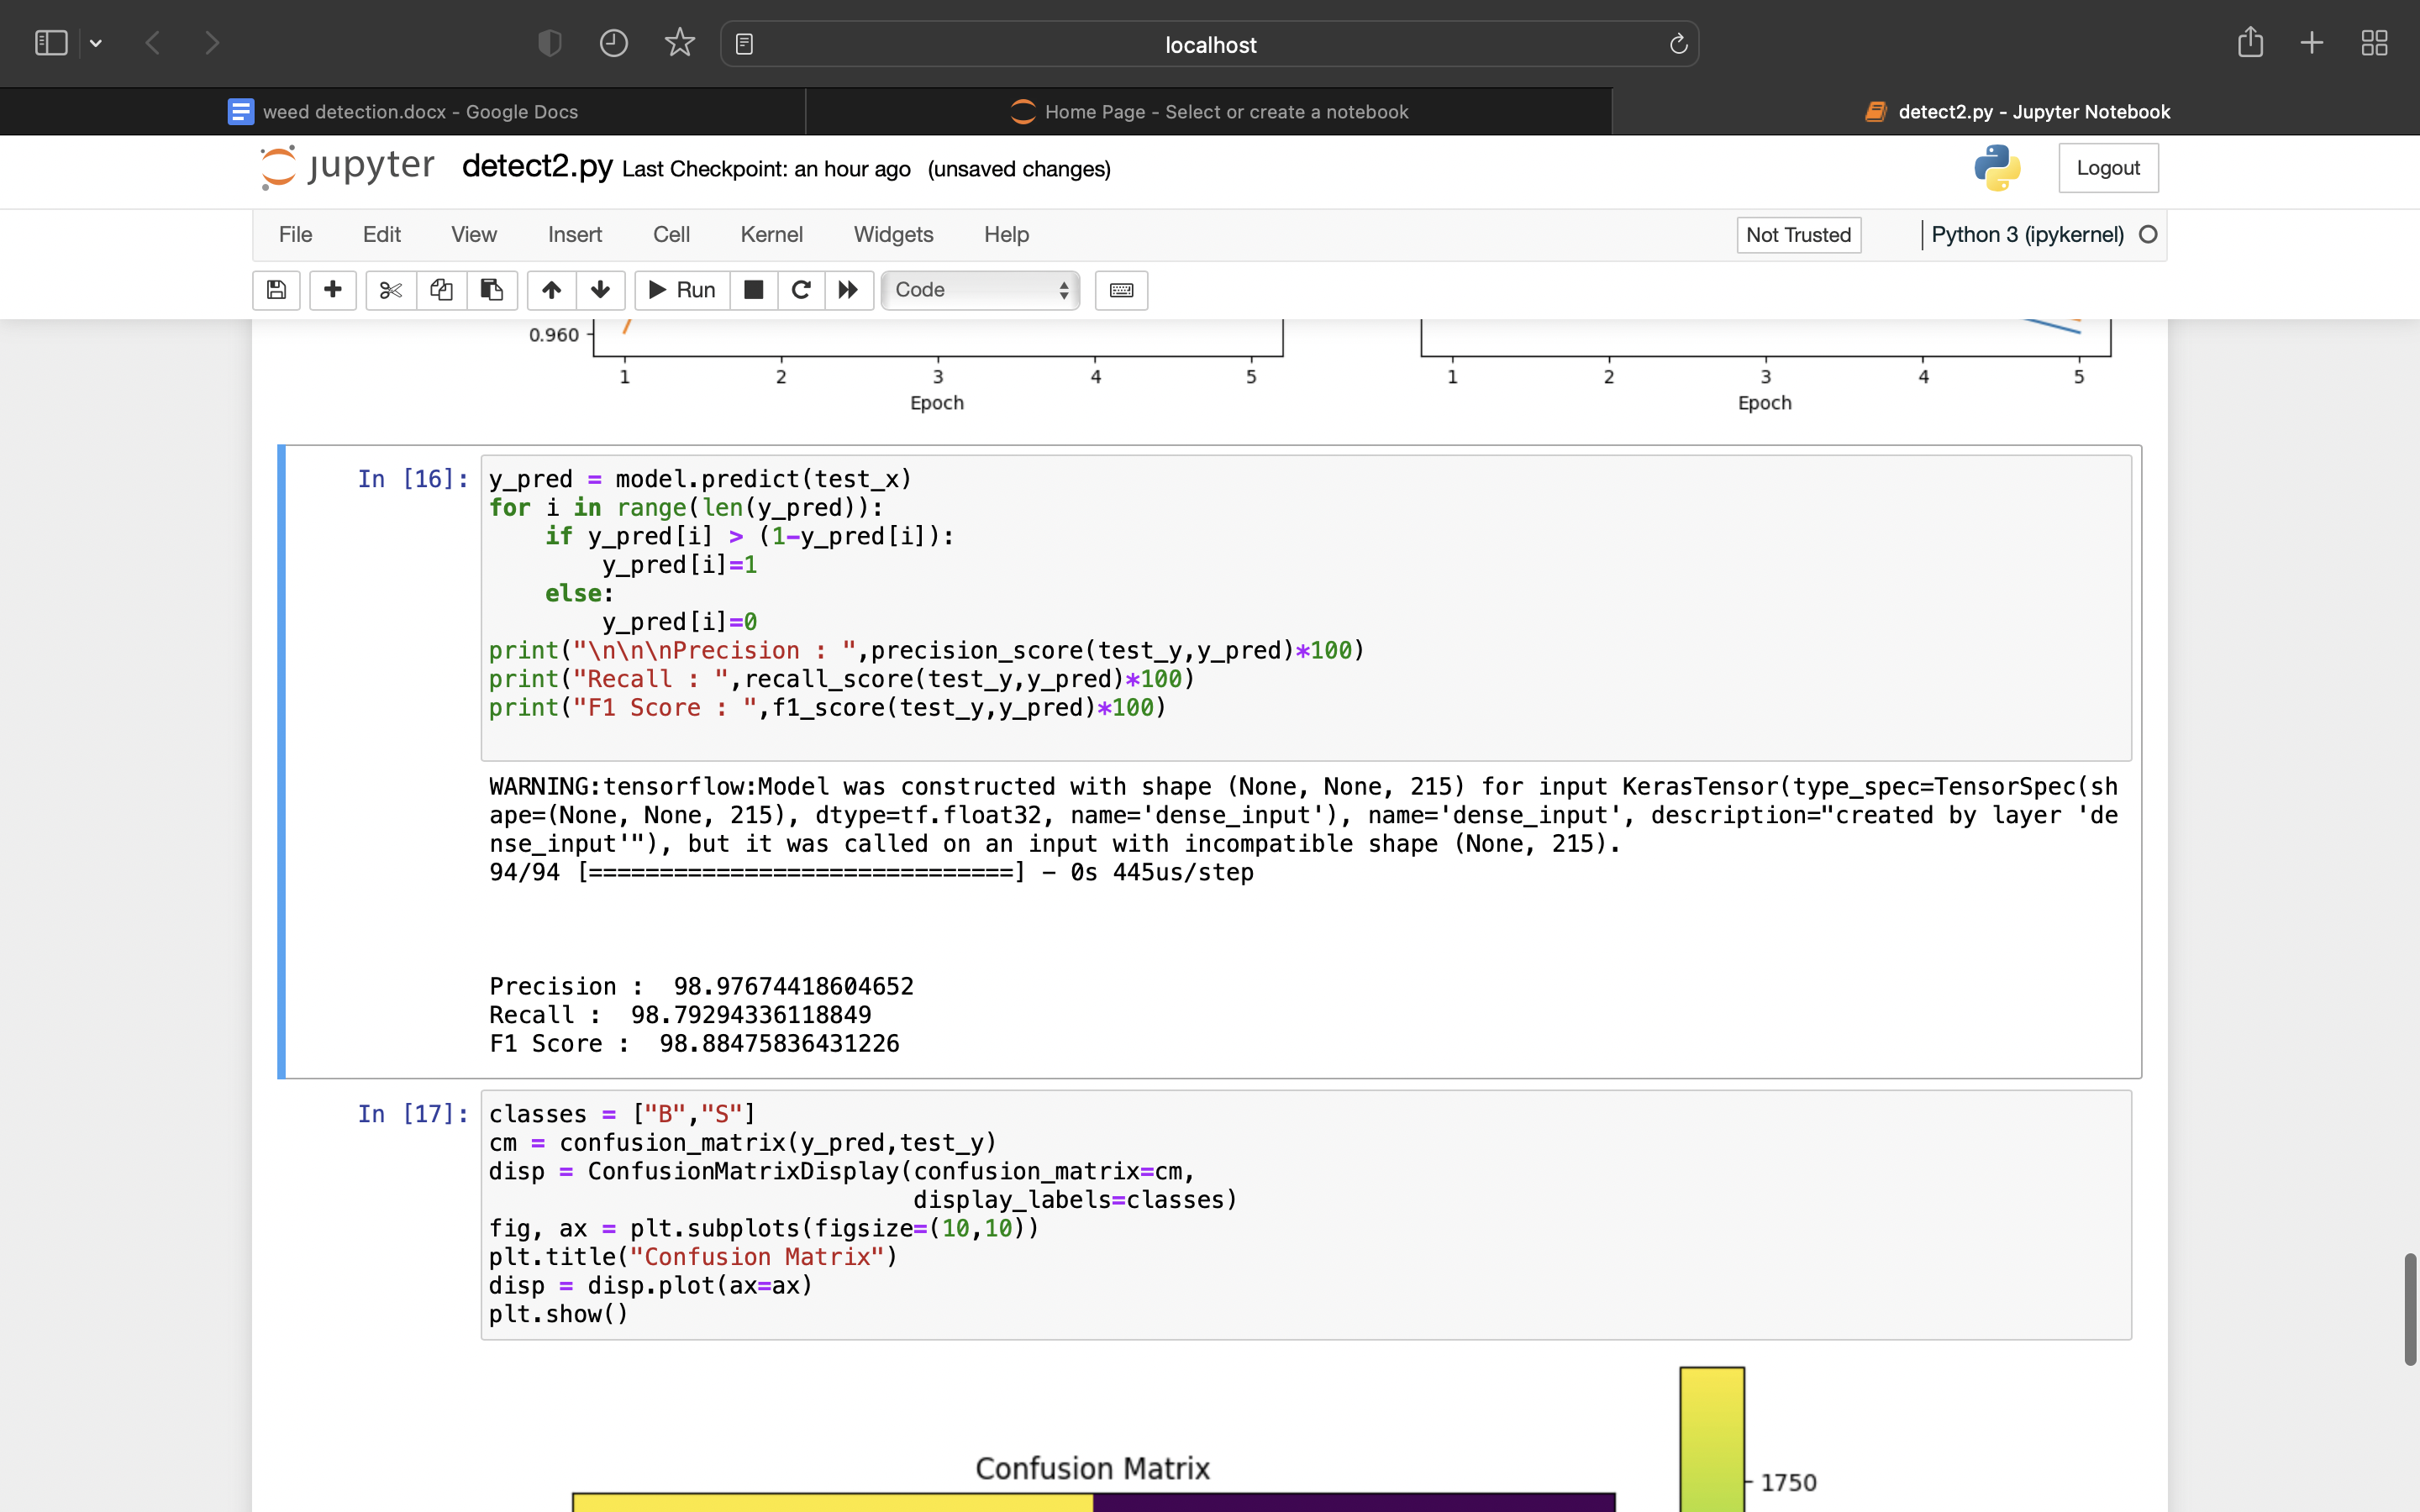 localhost
weed detection.docx - Google Docs
Home Page - Select or create a notebook
detect2.py - Jupyter Notebook
jupyter detect2.py Last Checkpoint: an hour ago (unsaved changes)
Logout
File Edit View Insert Cell Kernel Widgets Help
Not Trusted
Python 3 (ipykernel)
Run
Code
0.960
1 2 3 4 5
Epoch
1 2 3 4 5
Epoch
In [16]:
y_pred = model.predict(test_x)
for i in range(len(y_pred)):
    if y_pred[i] > (1-y_pred[i]):
        y_pred[i]=1
    else:
        y_pred[i]=0
print("\n\n\nPrecision : ",precision_score(test_y,y_pred)*100)
print("Recall : ",recall_score(test_y,y_pred)*100)
print("F1 Score : ",f1_score(test_y,y_pred)*100)
WARNING:tensorflow:Model was constructed with shape (None, None, 215) for input KerasTensor(type_spec=TensorSpec(sh
ape=(None, None, 215), dtype=tf.float32, name='dense_input'), name='dense_input', description="created by layer 'de
nse_input'"), but it was called on an input with incompatible shape (None, 215).
94/94 [==============================] - 0s 445us/step
Precision :  98.97674418604652
Recall :  98.79294336118849
F1 Score :  98.88475836431226
In [17]:
classes = ["B","S"]
cm = confusion_matrix(y_pred,test_y)
disp = ConfusionMatrixDisplay(confusion_matrix=cm,
                              display_labels=classes)
fig, ax = plt.subplots(figsize=(10,10))
plt.title("Confusion Matrix")
disp = disp.plot(ax=ax)
plt.show()
Confusion Matrix
1750